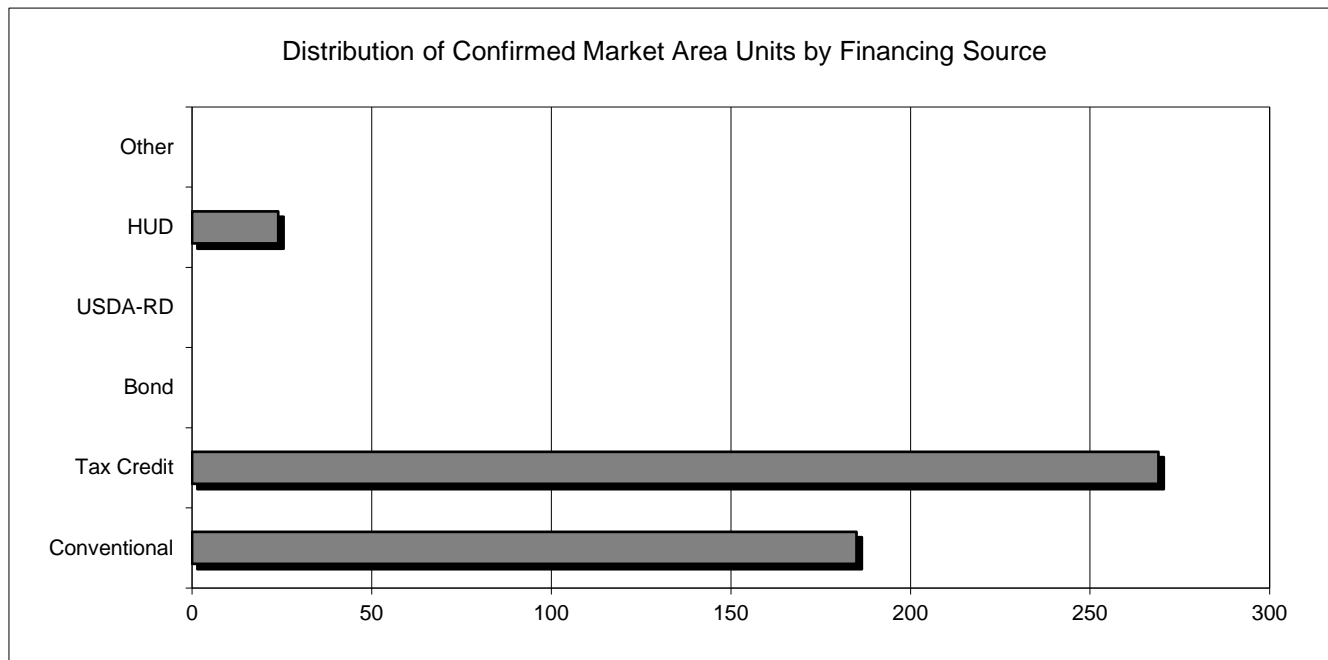 Distribution of Confirmed Market Area Units by Financing Source
Other
HUD
USDA-RD
Bond
Tax Credit
Conventional
0 50 100 150 200 250 300